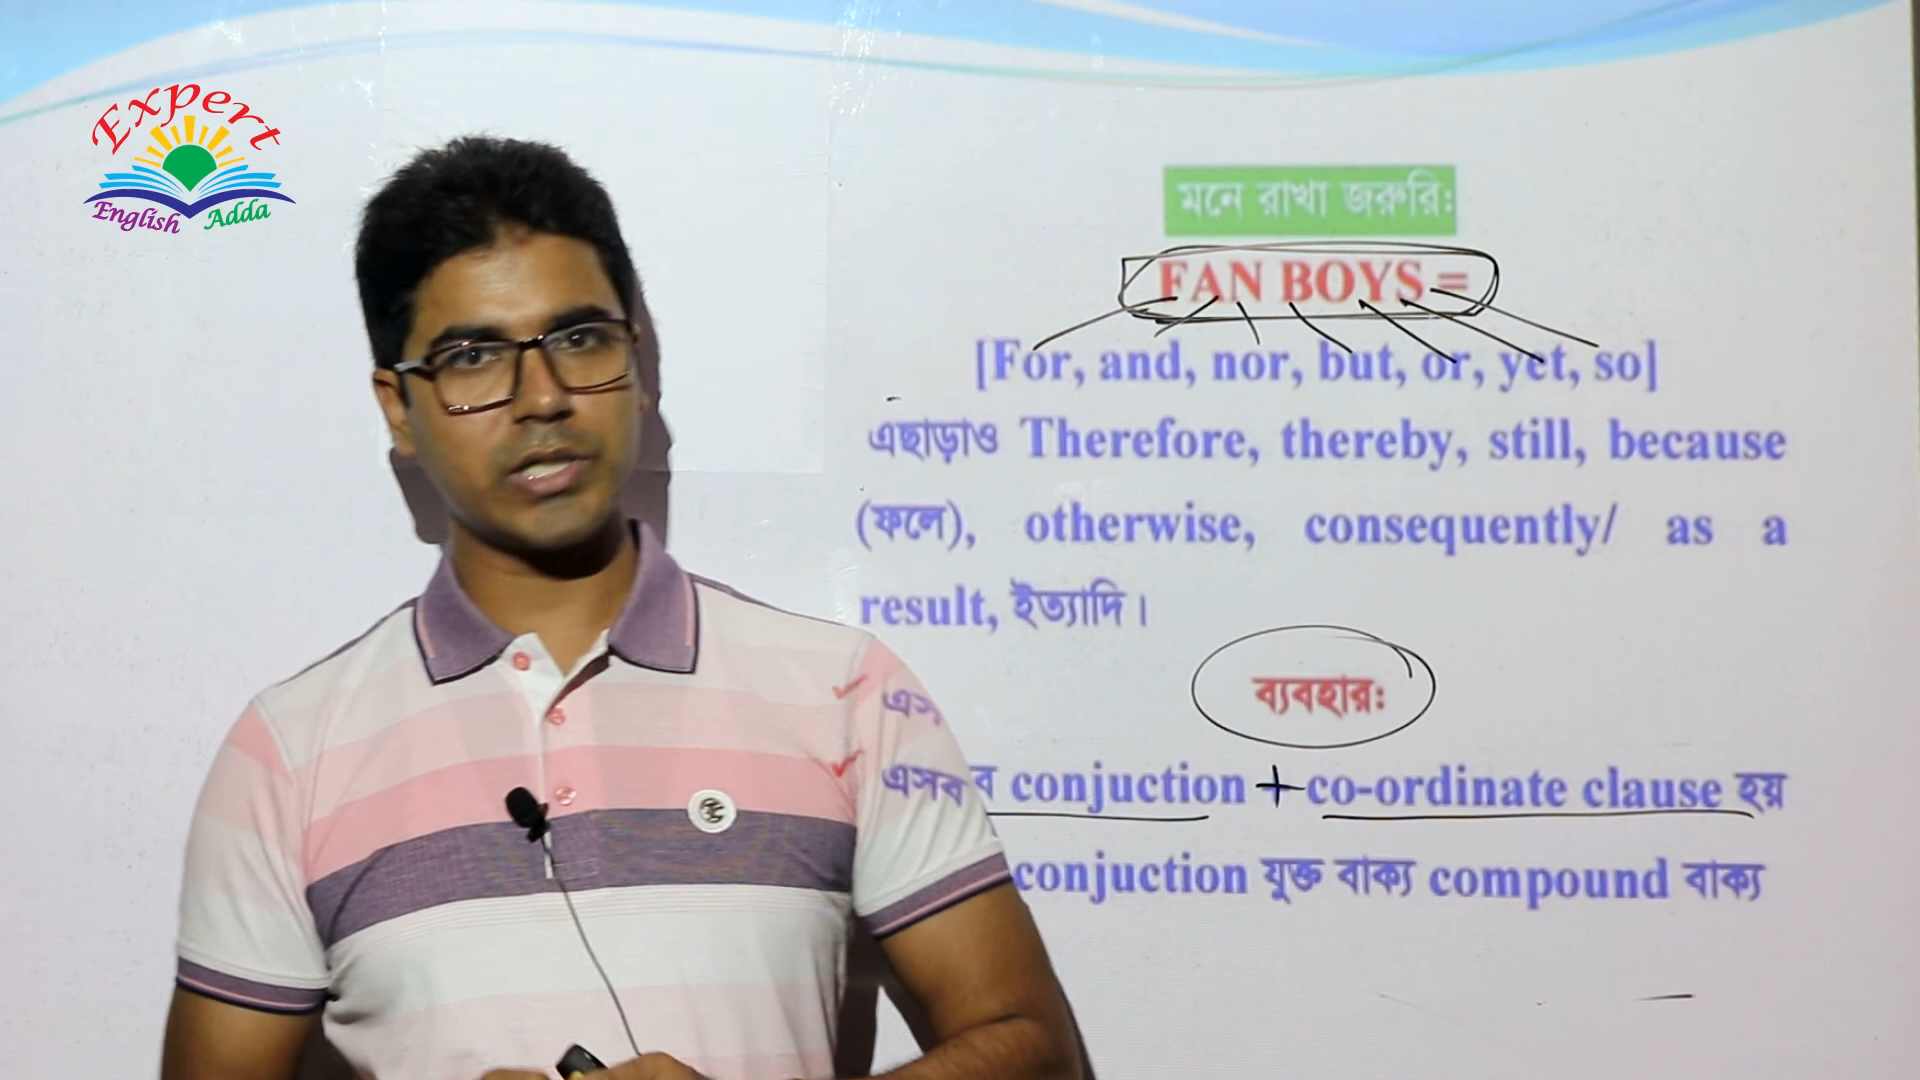 Expert
English Adda
মনে রাখা জরুরি:
FAN BOYS =
[For, and, nor, but, or, yet, so]
এছাড়াও Therefore, thereby, still, because
(ফলে), otherwise, consequently/ as a
result, ইত্যাদি।
ব্যবহার:
conjuction + co-ordinate clause হয়
conjuction যুক্ত বাক্য compound বাক্য